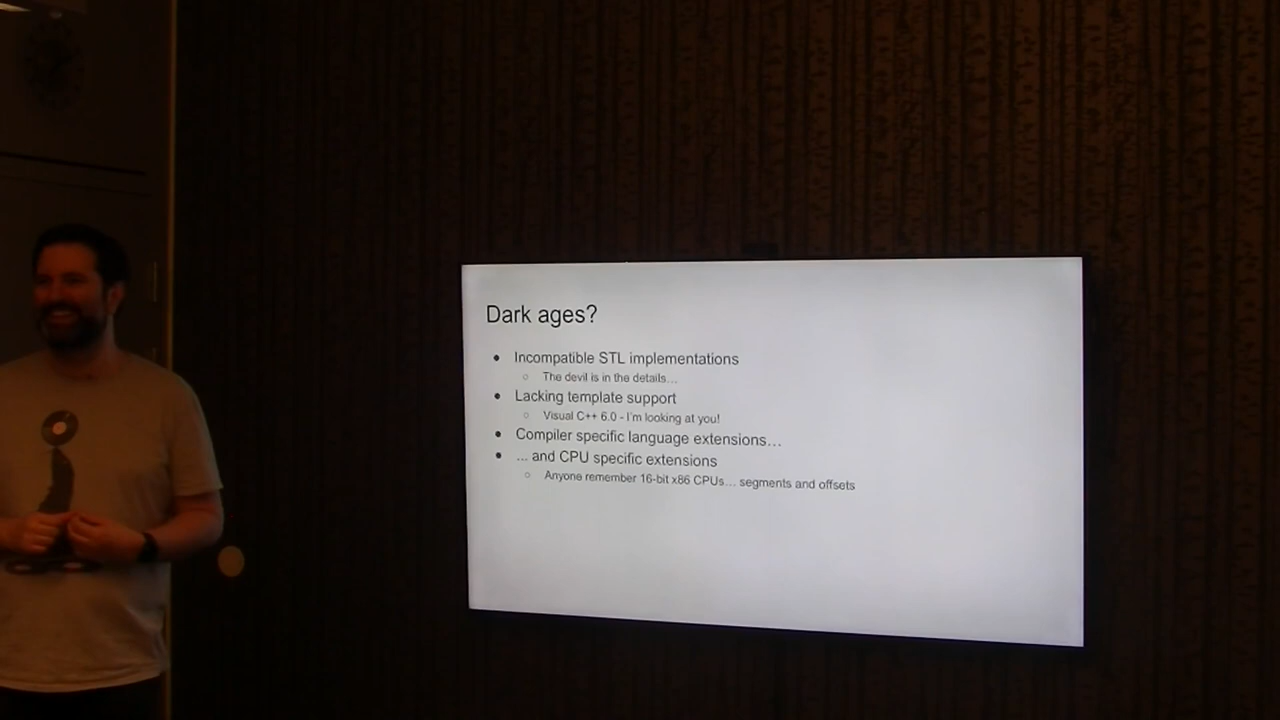 Dark ages?
Incompatible STL implementations
The devil is in the details...
Lacking template support
Visual C++ 6.0 - I'm looking at you!
Compiler specific language extensions...
... and CPU specific extensions
Anyone remember 16-bit x86 CPUs... segments and offsets